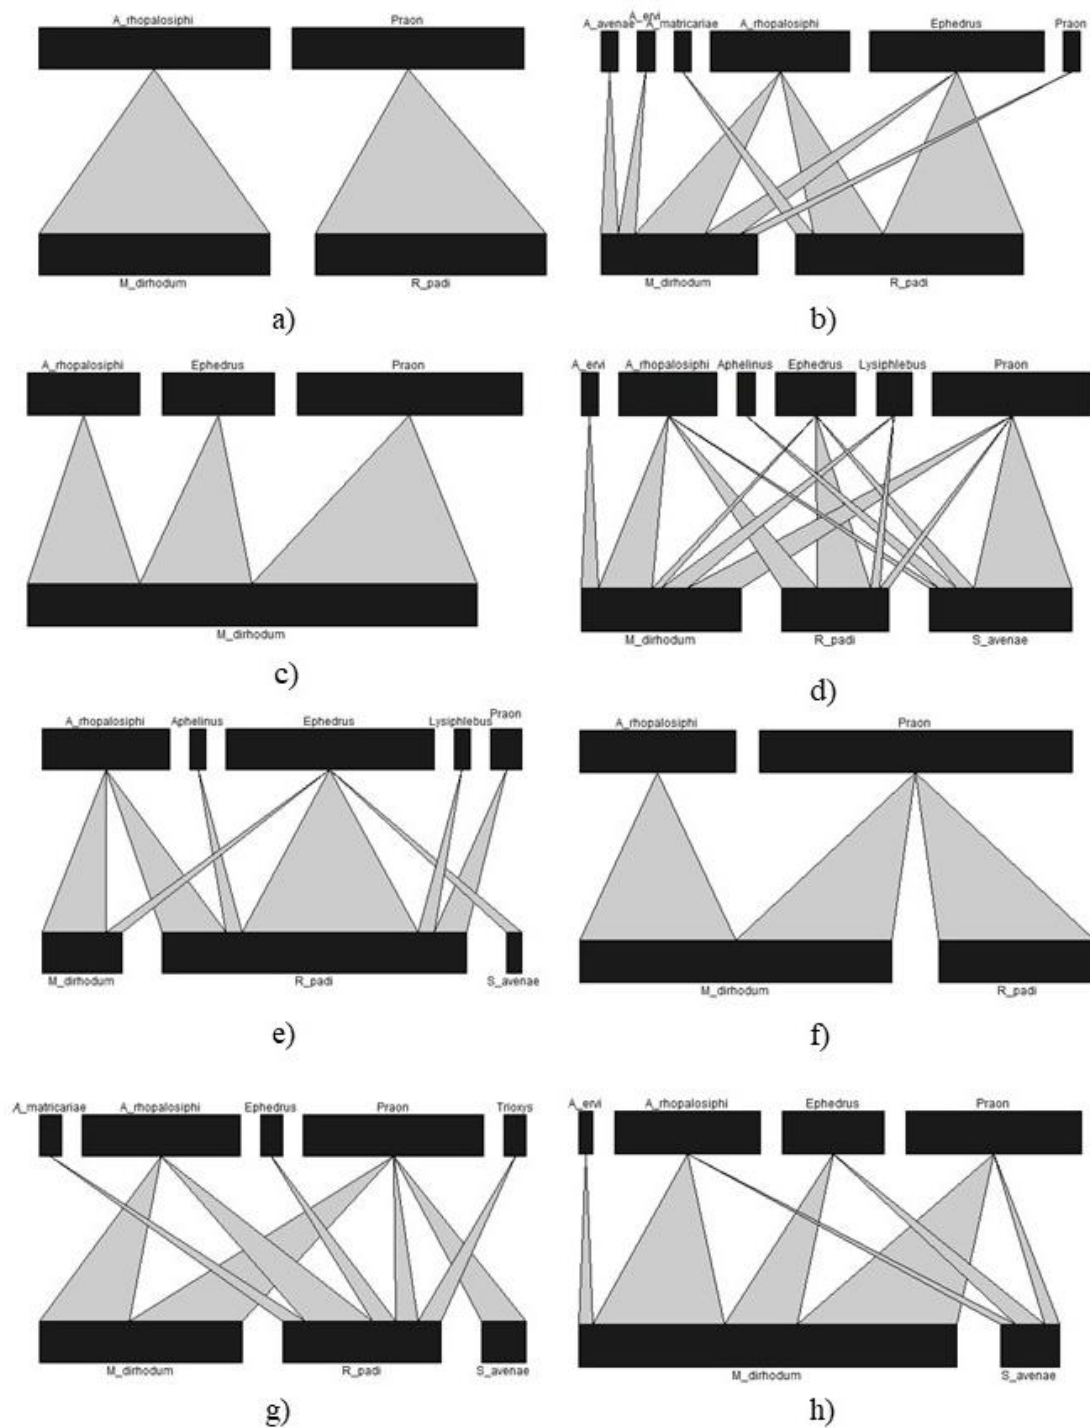 A_rhopalosiphi Praon
M_dirhodum R_padi
a)
A_avenae A_ervi A_matricariae A_rhopalosiphi Ephedrus Praon
M_dirhodum R_padi
b)
A_rhopalosiphi Ephedrus Praon
M_dirhodum
c)
A_ervi A_rhopalosiphi Aphelinus Ephedrus Lysiphlebus Praon
M_dirhodum R_padi S_avenae
d)
A_rhopalosiphi Aphelinus Ephedrus Lysiphlebus Praon
M_dirhodum R_padi S_avenae
e)
A_rhopalosiphi Praon
M_dirhodum R_padi
f)
A_matricariae A_rhopalosiphi Ephedrus Praon Trioxys
M_dirhodum R_padi S_avenae
g)
A_ervi A_rhopalosiphi Ephedrus Praon
M_dirhodum S_avenae
h)